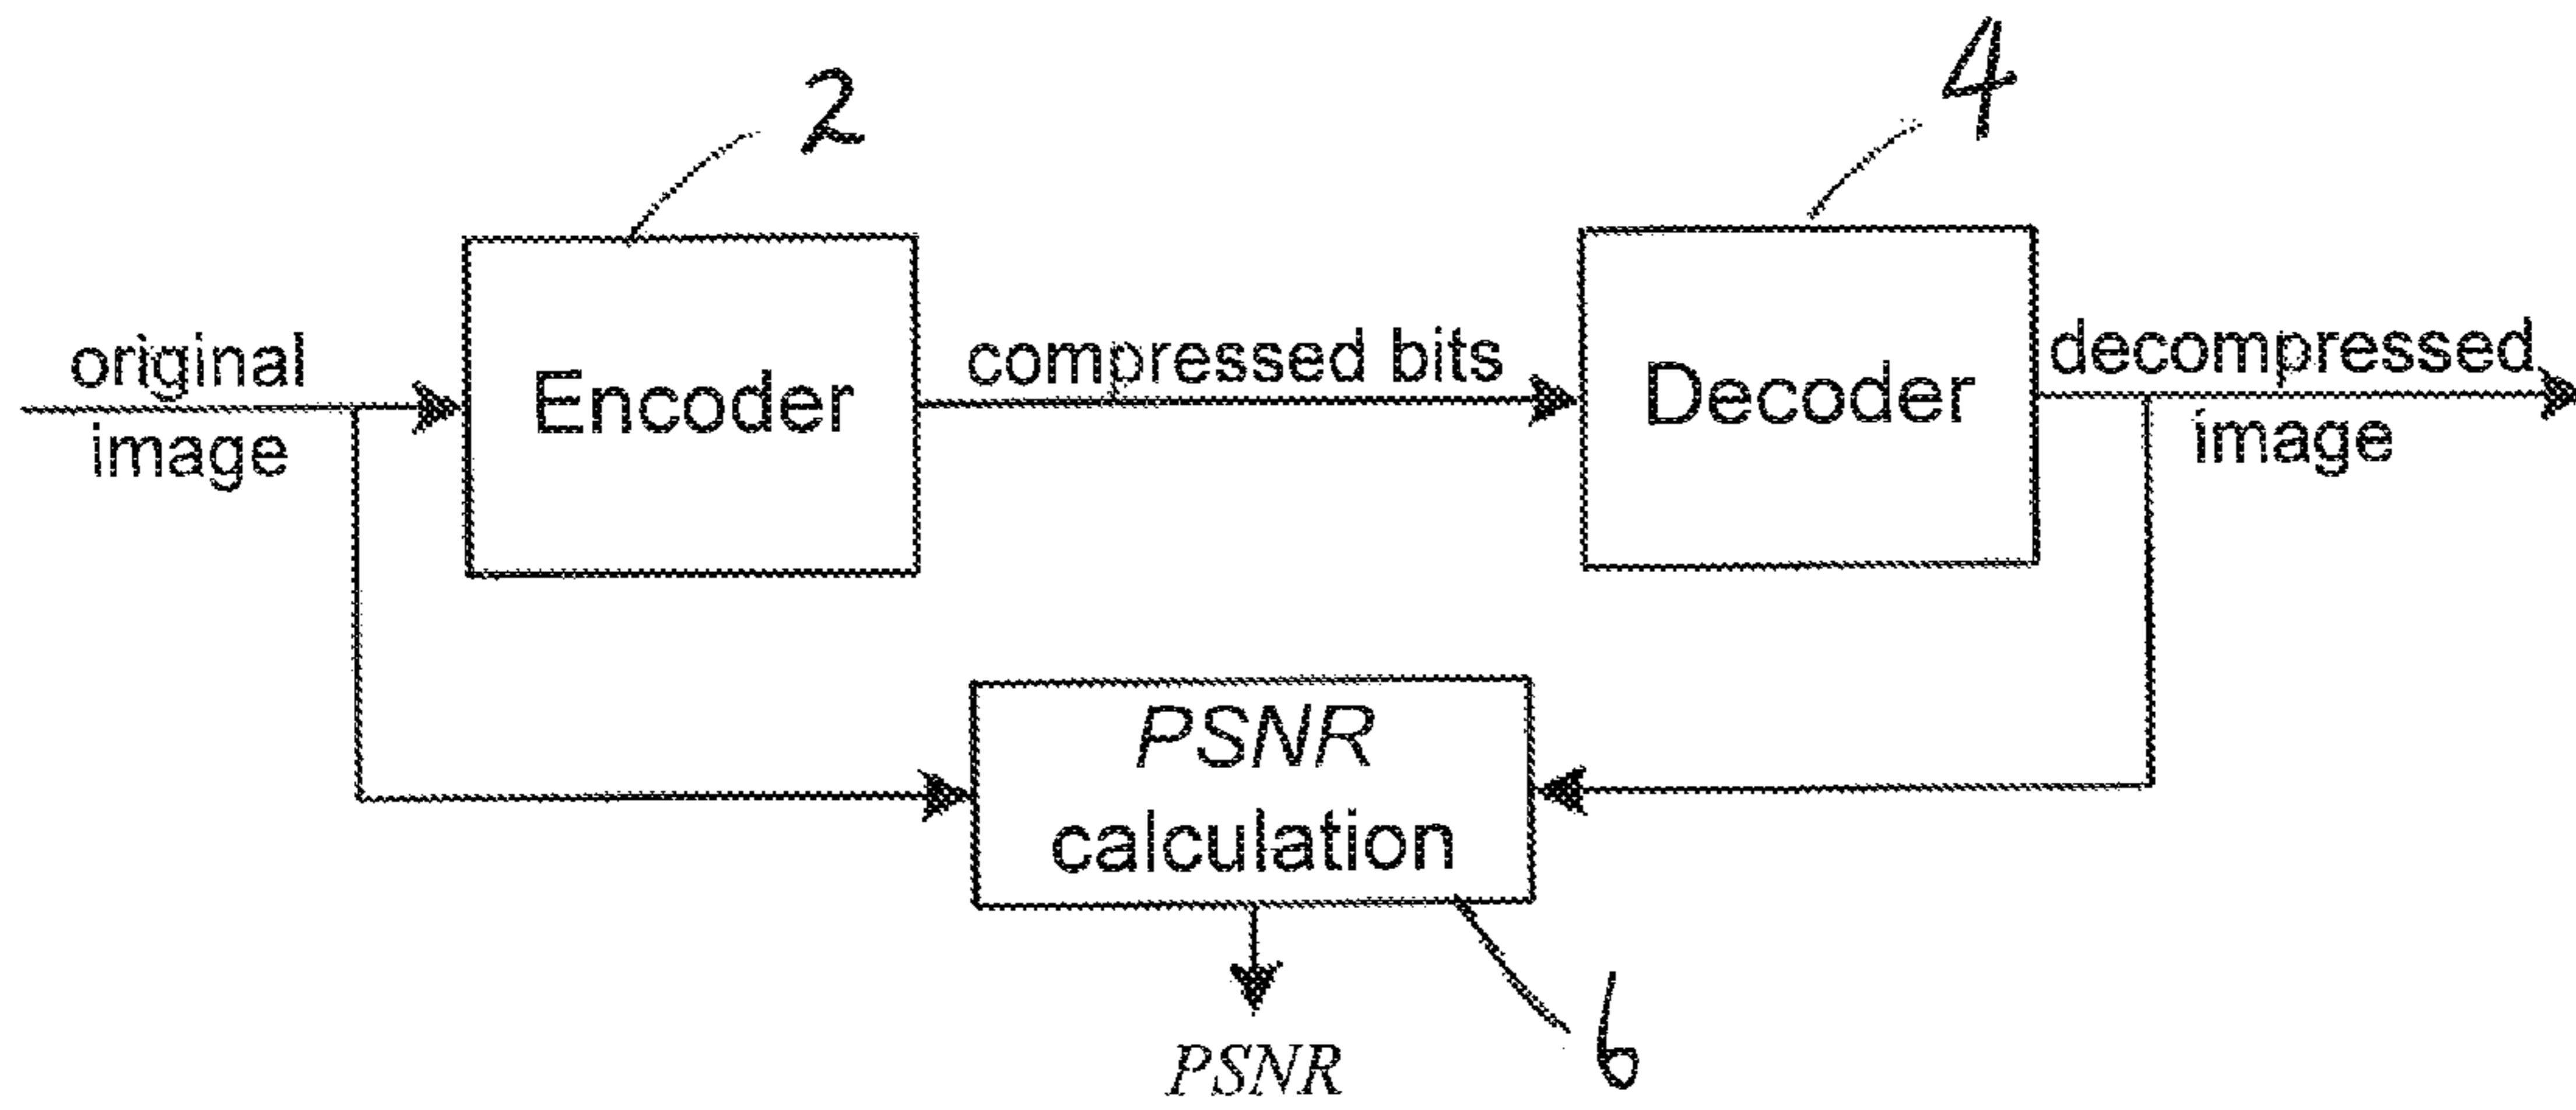 2
4
original
image
Encoder
compressed bits
Decoder
decompressed
image
PSNR
calculation
6
PSNR